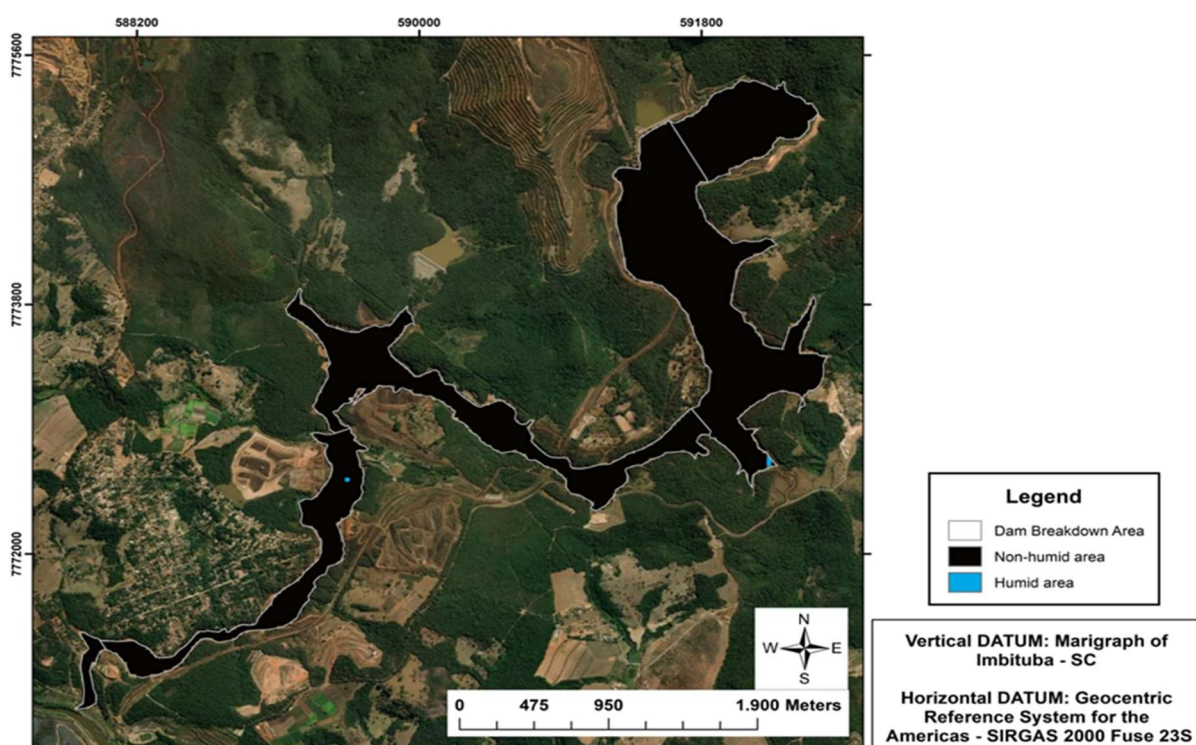 588200
590000
591800
7775600
7773800
7772000
N
W
E
S
0 475 950 1.900 Meters
Legend
Dam Breakdown Area
Non-humid area
Humid area
Vertical DATUM: Marigraph of
Imbituba - SC
Horizontal DATUM: Geocentric
Reference System for the
Americas - SIRGAS 2000 Fuse 23S